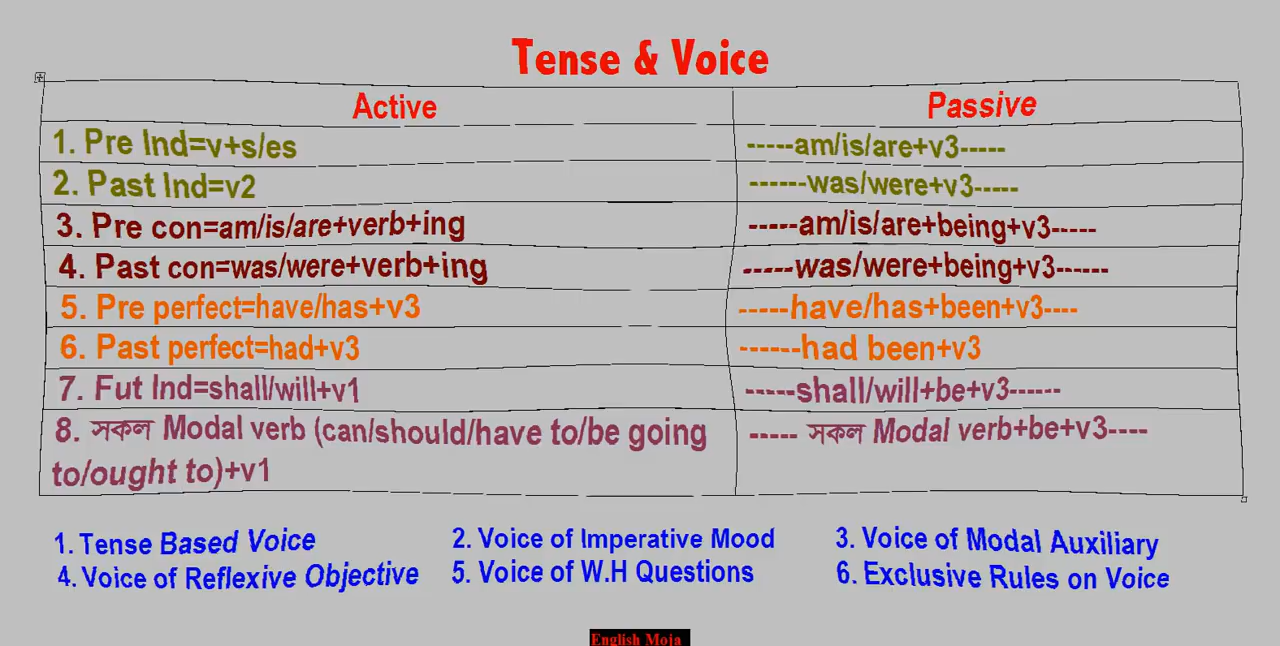 Tense & Voice
Active Passive
1. Pre Ind=v+s/es -----am/is/are+v3-----
2. Past Ind=v2 ------was/were+v3-----
3. Pre con=am/is/are+verb+ing -----am/is/are+being+v3-----
4. Past con=was/were+verb+ing -----was/were+being+v3------
5. Pre perfect=have/has+v3 -----have/has+been+v3----
6. Past perfect=had+v3 ------had been+v3
7. Fut Ind=shall/will+v1 -----shall/will+be+v3------
8. সকল Modal verb (can/should/have to/be going ----- সকল Modal verb+be+v3----
to/ought to)+v1
1. Tense Based Voice 2. Voice of Imperative Mood 3. Voice of Modal Auxiliary
4. Voice of Reflexive Objective 5. Voice of W.H Questions 6. Exclusive Rules on Voice
English Moja